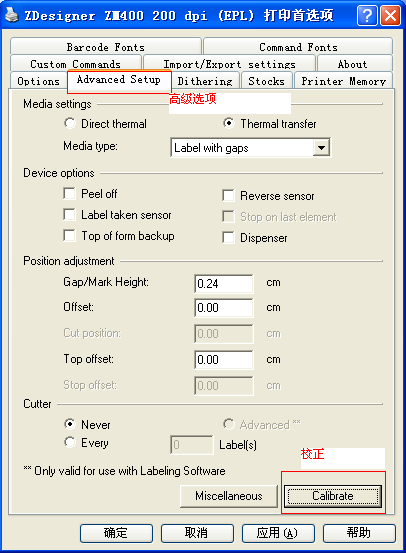 ZDesigner ZM400 200 dpi (EPL) 打印首选项
Barcode Fonts
Command Fonts
Custom Commands
Import/Export settings
About
Options
Advanced Setup
Dithering
Stocks
Printer Memory
高级选项
Media settings
Direct thermal
Thermal transfer
Media type:
Label with gaps
Device options
Peel off
Reverse sensor
Label taken sensor
Stop on last element
Top of form backup
Dispenser
Position adjustment
Gap/Mark Height:
0.24
cm
Offset:
0.00
cm
Cut position:
cm
Top offset:
0.00
cm
Stop offset:
0.00
cm
Cutter
Never
Advanced **
Every
0
Label(s)
校正
** Only valid for use with Labeling Software
Miscellaneous
Calibrate
确定
取消
应用(A)
帮助